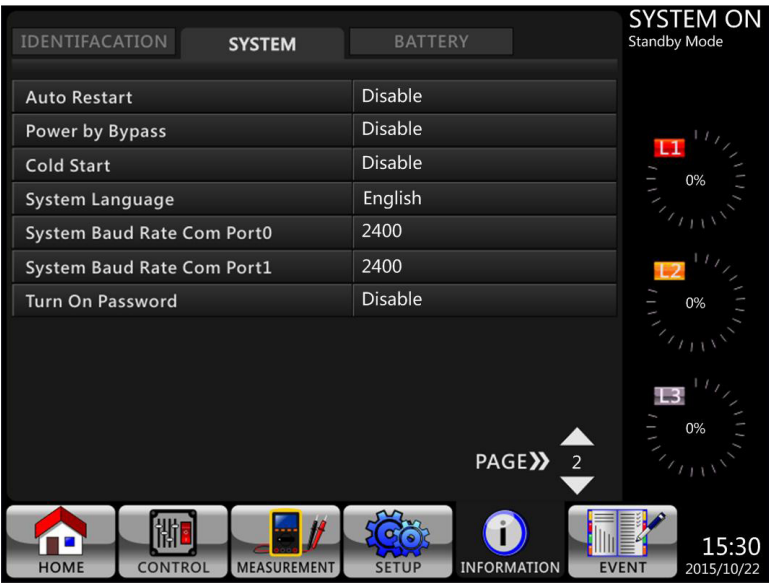 IDENTIFACATION SYSTEM BATTERY
SYSTEM ON
Standby Mode
Auto Restart Disable
Power by Bypass Disable
Cold Start Disable
System Language English
System Baud Rate Com Port0 2400
System Baud Rate Com Port1 2400
Turn On Password Disable
L1
0%
L2
0%
L3
0%
PAGE» 2
HOME CONTROL MEASUREMENT SETUP INFORMATION EVENT
15:30
2015/10/22